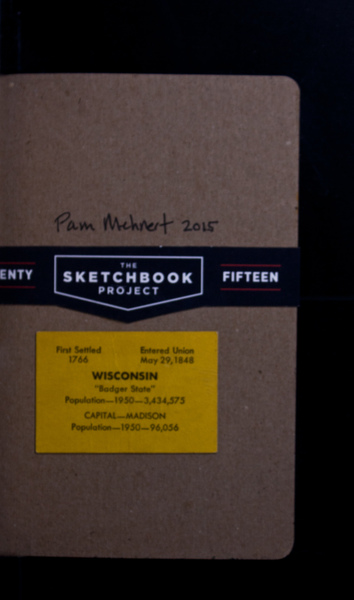 Pam Mehnert 2015
ENTY
THE
SKETCHBOOK
PROJECT
FIFTEEN
First Settled
1766
Entered Union
May 29, 1848
WISCONSIN
"Badger State"
Population—1950—3,434,575
CAPITAL—MADISON
Population—1950—96,056